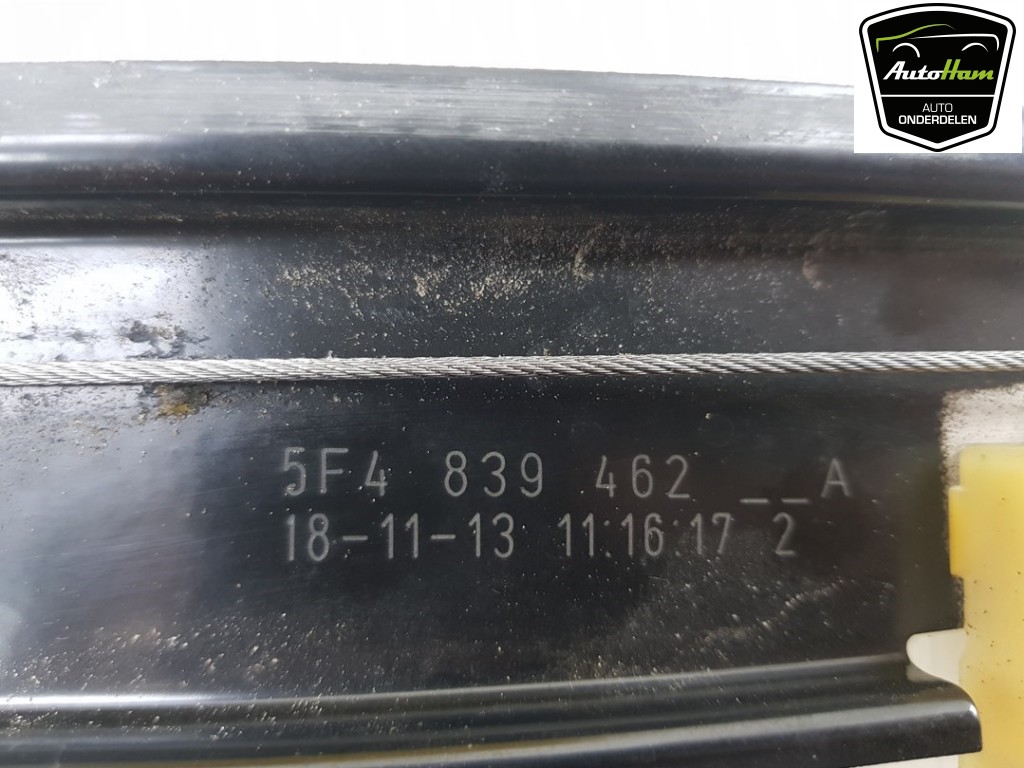 AutoHam
AUTO
ONDERDELEN
5F4 839 462 __A
18-11-13 11:16:17 2